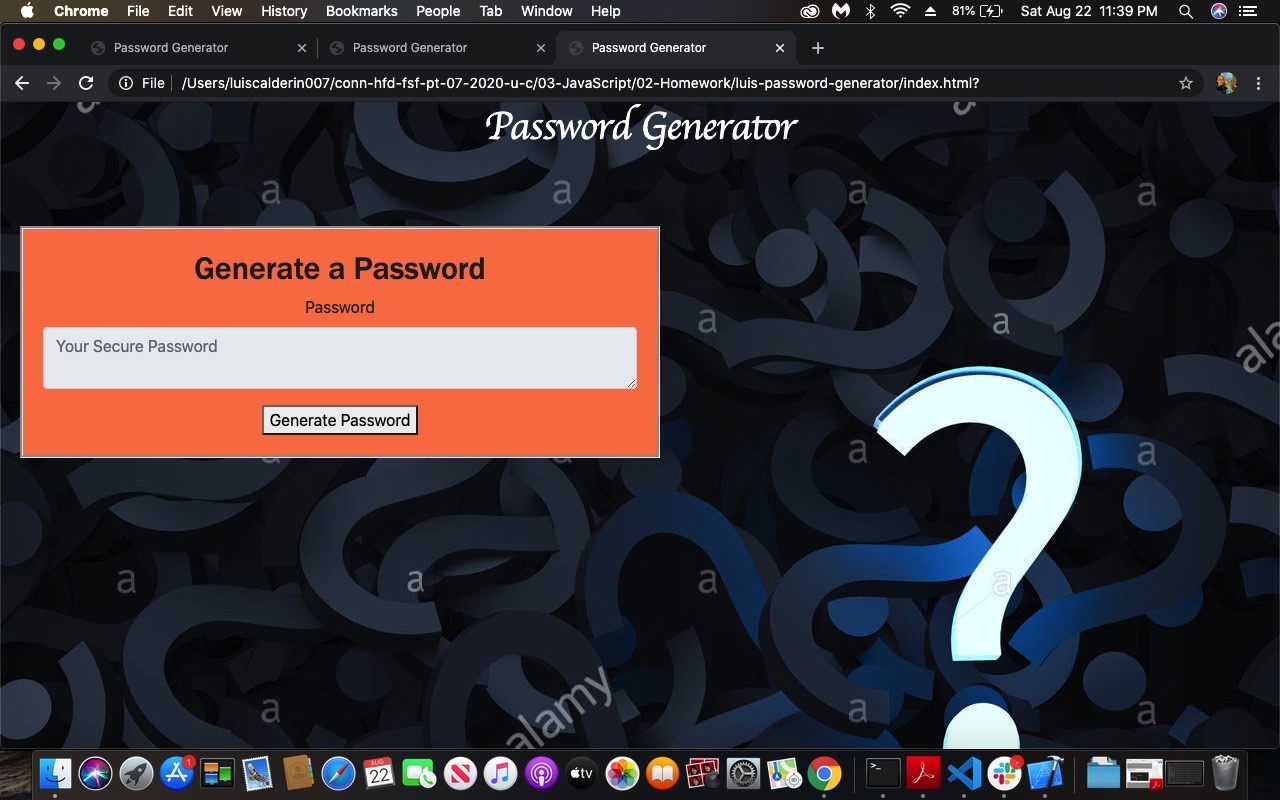 Chrome File Edit View History Bookmarks People Tab Window Help 81% Sat Aug 22 11:39 PM
Password Generator Password Generator Password Generator
File /Users/luiscalderin007/conn-hfd-fsf-pt-07-2020-u-c/03-JavaScript/02-Homework/luis-password-generator/index.html?
Password Generator
a a a a
Generate a Password
Password
a a
Your Secure Password
alamy
Generate Password
a a
a a a a
alamy
a a a
AUG
22
1
tv